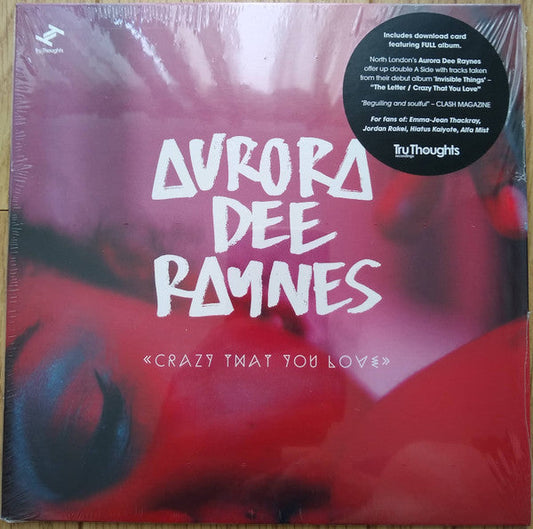 Tru Thoughts
Includes download card
featuring FULL album.
North London's Aurora Dee Raynes
offer up double A Side with tracks taken
from their debut album 'Invisible Things' –
"The Letter / Crazy That You Love"
"Beguiling and soulful" – CLASH MAGAZINE
For fans of: Emma-Jean Thackray,
Jordan Rakei, Hiatus Kaiyote, Alfa Mist
Tru Thoughts
recordings
AURORA
DEE
RAYNES
«CRAZY THAT YOU LOVE»